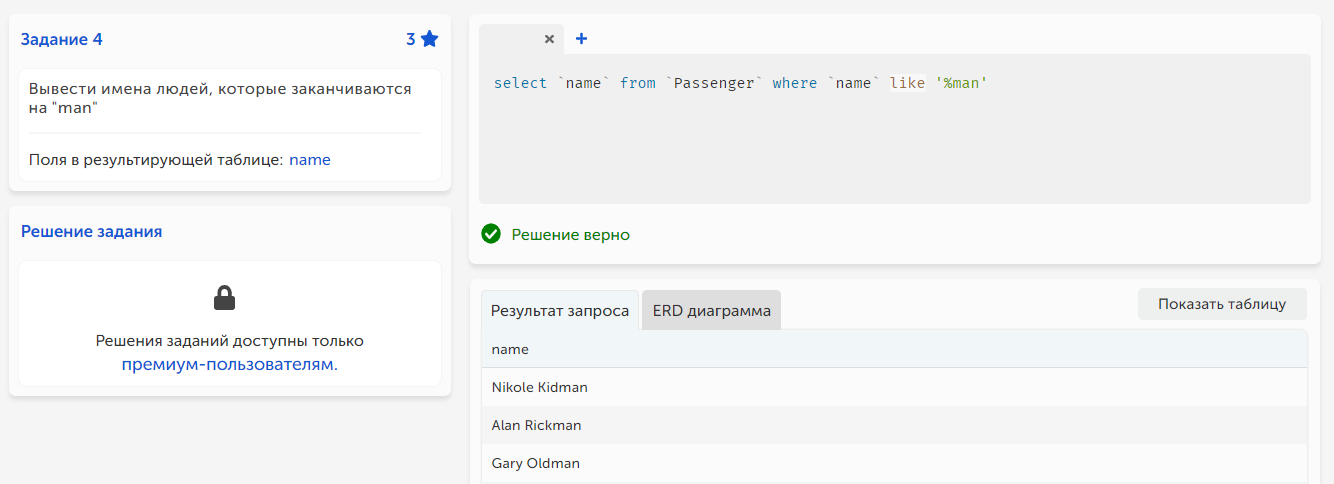 Задание 4
3
Вывести имена людей, которые заканчиваются
на "man"
Поля в результирующей таблице: name
Решение задания
Решения заданий доступны только
премиум-пользователям.
select `name` from `Passenger` where `name` like '%man'
Решение верно
Результат запроса
ERD диаграмма
Показать таблицу
name
Nikole Kidman
Alan Rickman
Gary Oldman